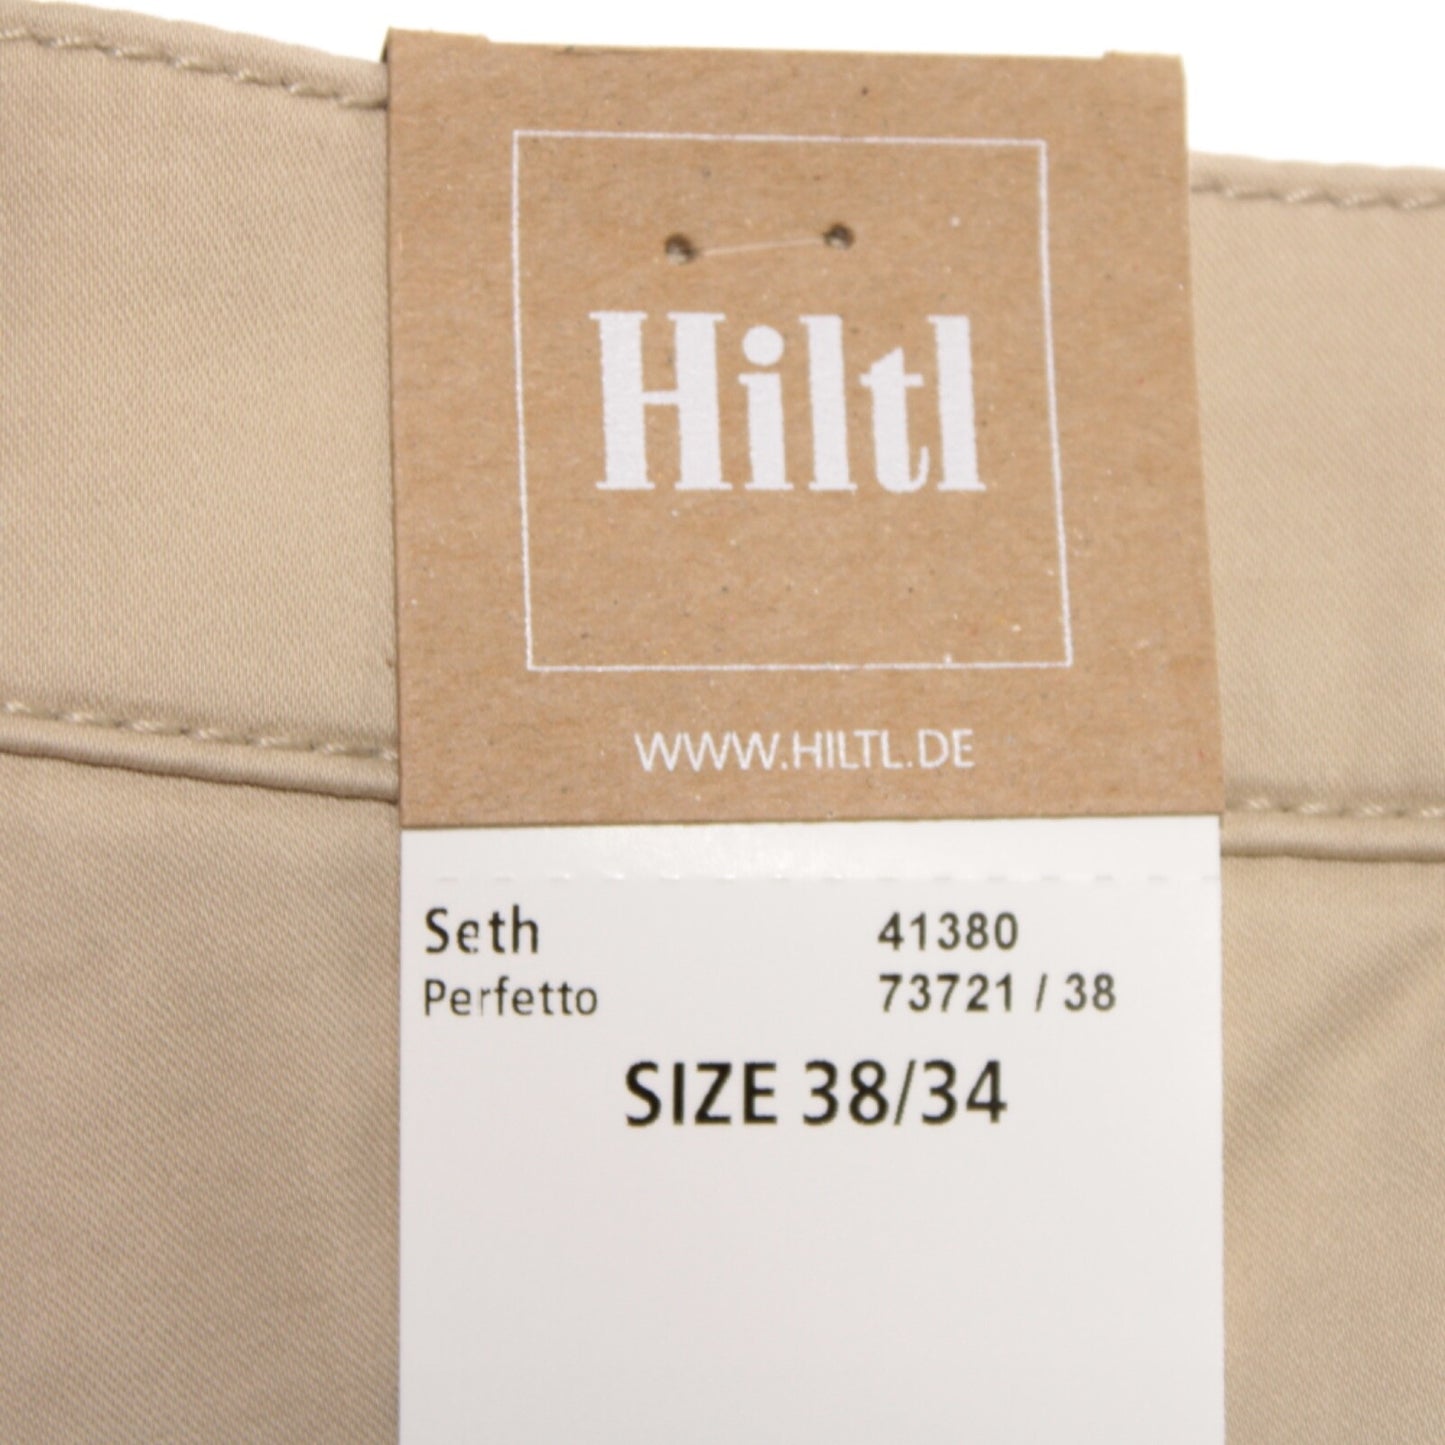 Hiltl
WWW.HILTL.DE
Seth 41380
Perfetto 73721 / 38
SIZE 38/34